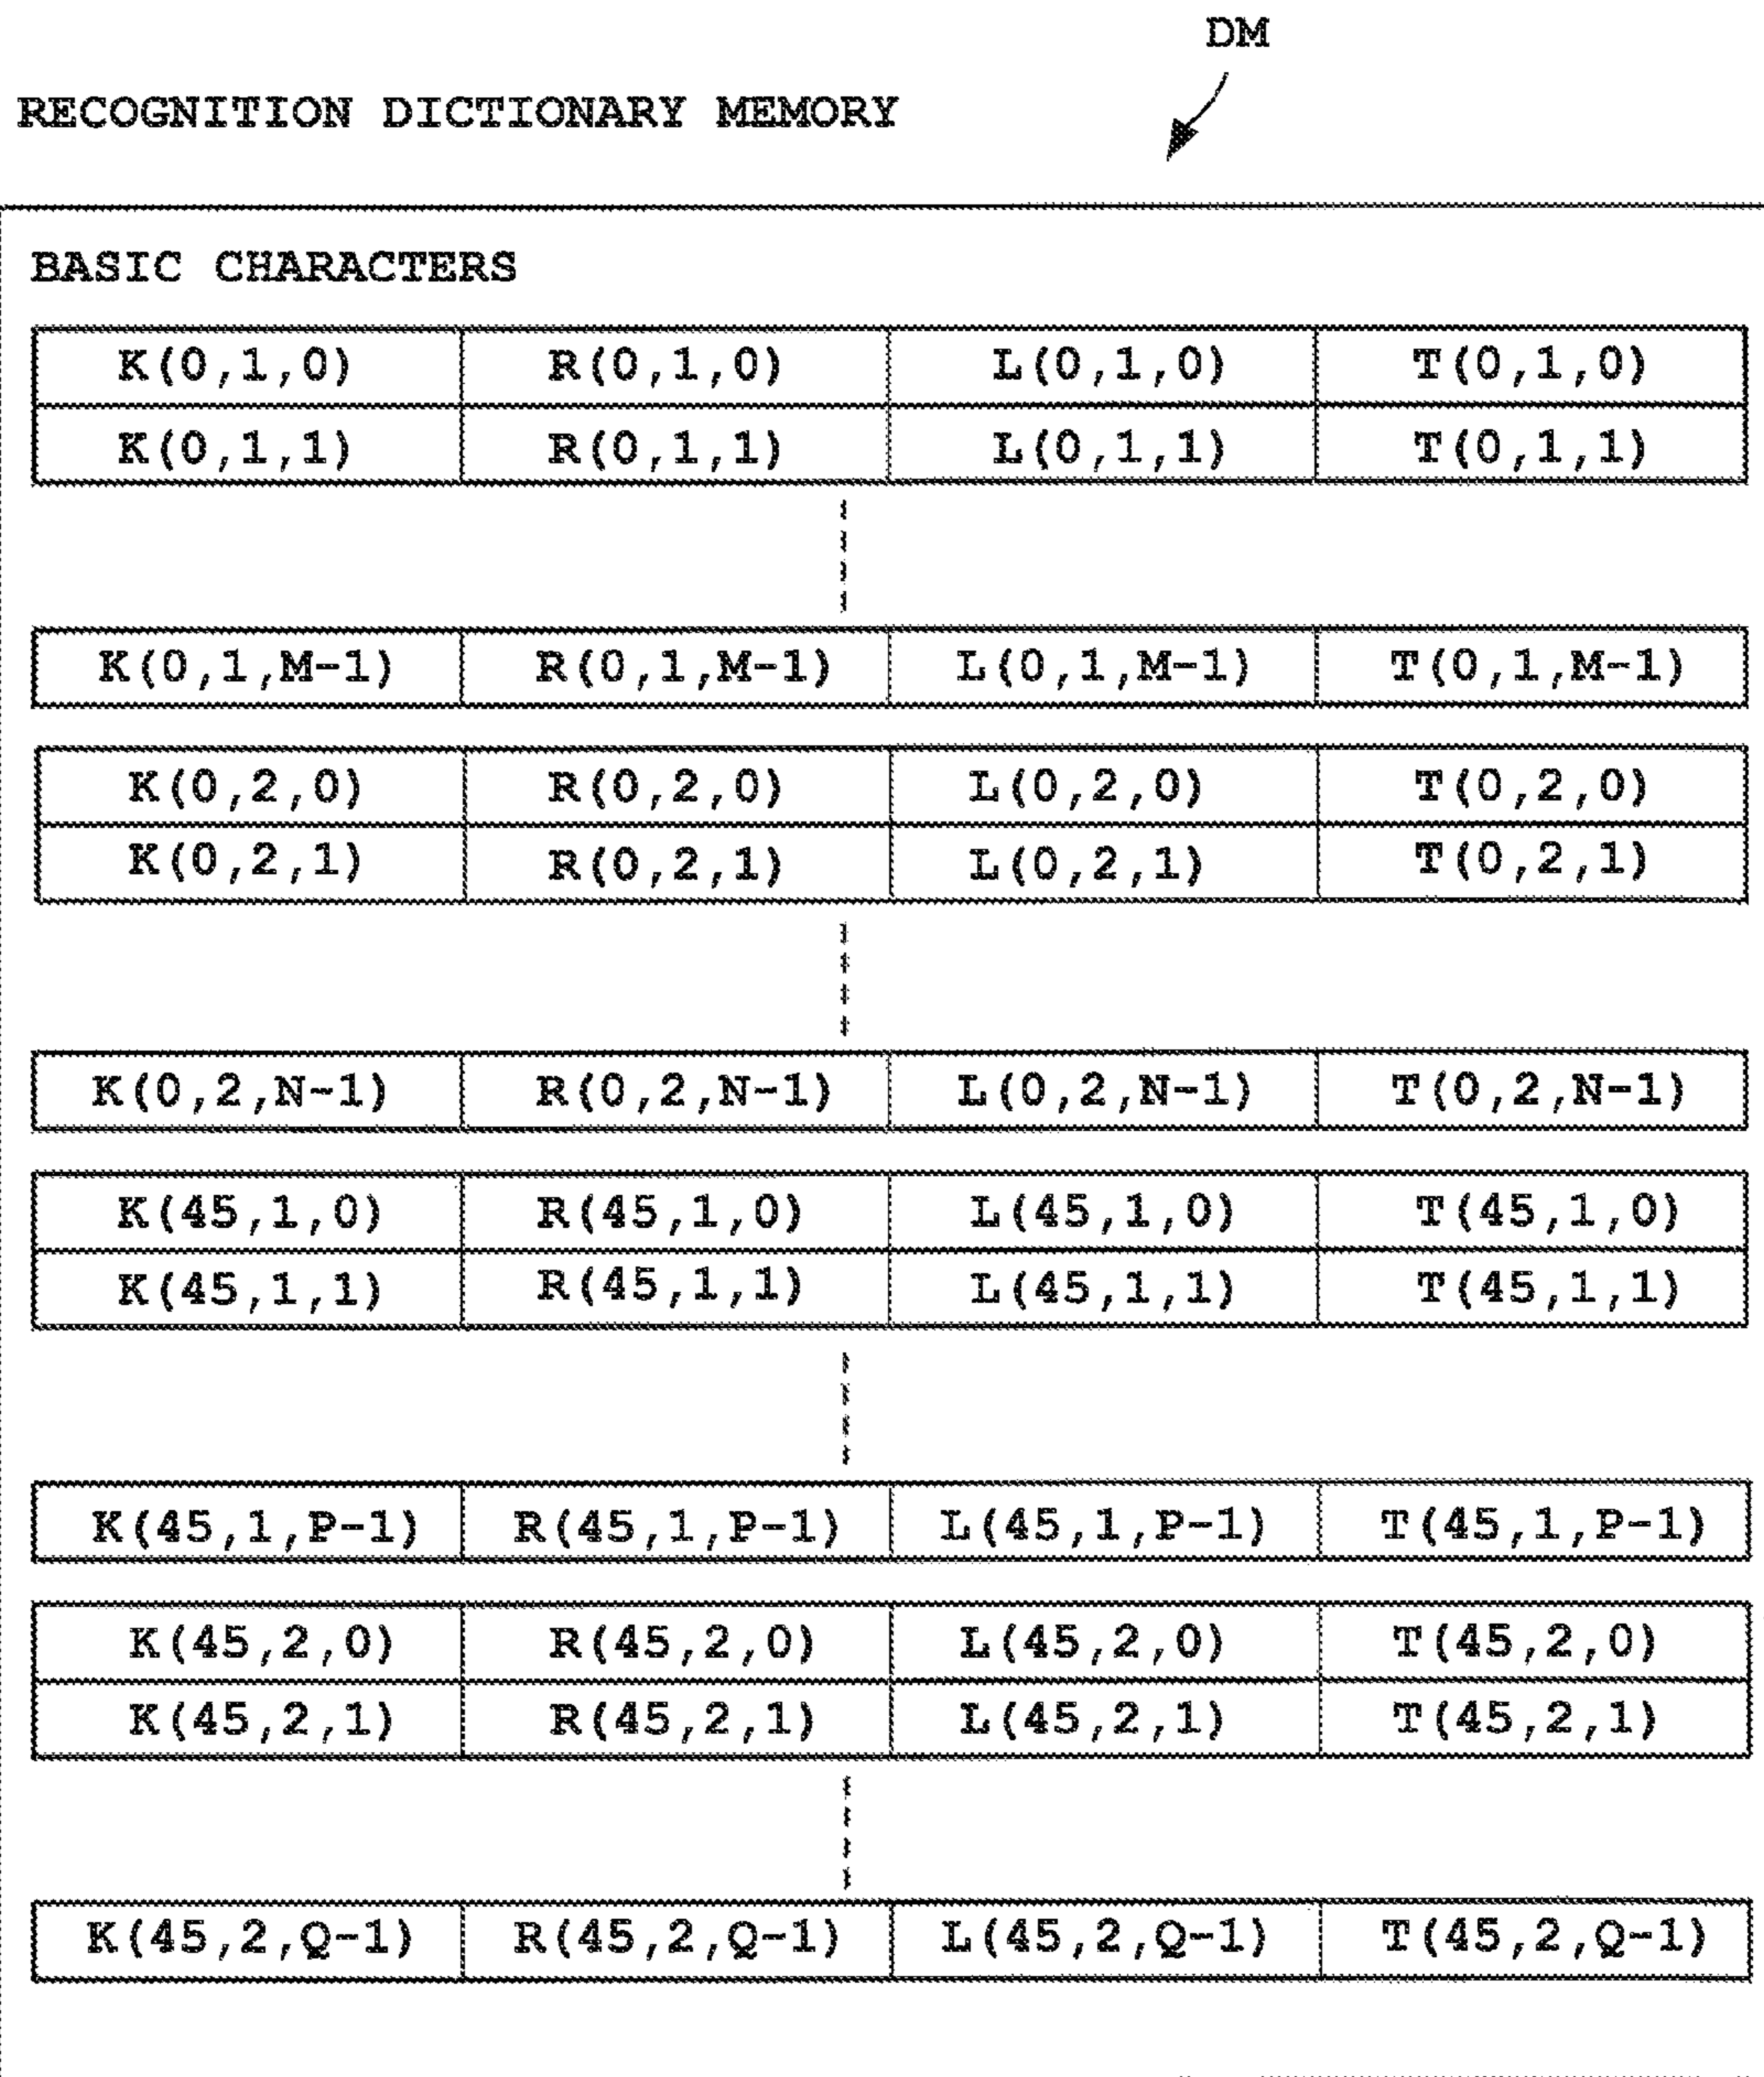 DM
RECOGNITION DICTIONARY MEMORY
BASIC CHARACTERS
K(0,1,0) R(0,1,0) L(0,1,0) T(0,1,0)
K(0,1,1) R(0,1,1) L(0,1,1) T(0,1,1)
K(0,1,M-1) R(0,1,M-1) L(0,1,M-1) T(0,1,M-1)
K(0,2,0) R(0,2,0) L(0,2,0) T(0,2,0)
K(0,2,1) R(0,2,1) L(0,2,1) T(0,2,1)
K(0,2,N-1) R(0,2,N-1) L(0,2,N-1) T(0,2,N-1)
K(45,1,0) R(45,1,0) L(45,1,0) T(45,1,0)
K(45,1,1) R(45,1,1) L(45,1,1) T(45,1,1)
K(45,1,P-1) R(45,1,P-1) L(45,1,P-1) T(45,1,P-1)
K(45,2,0) R(45,2,0) L(45,2,0) T(45,2,0)
K(45,2,1) R(45,2,1) L(45,2,1) T(45,2,1)
K(45,2,Q-1) R(45,2,Q-1) L(45,2,Q-1) T(45,2,Q-1)